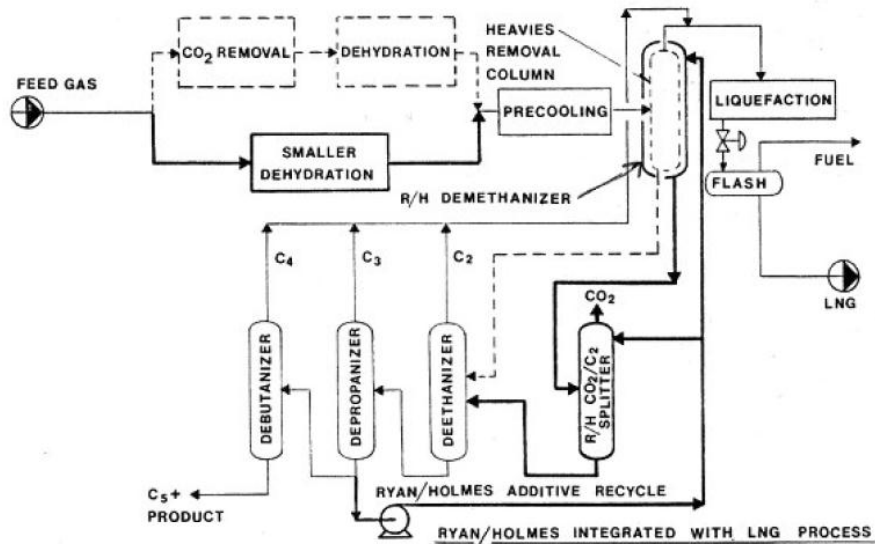 HEAVIES
REMOVAL
COLUMN
CO₂ REMOVAL
DEHYDRATION
FEED GAS
PRECOOLING
LIQUEFACTION
SMALLER
DEHYDRATION
FUEL
FLASH
R/H DEMETHANIZER
C₄
C₃
C₂
CO₂
LNG
DEBUTANIZER
DEPROPANIZER
DEETHANIZER
R/H CO₂/C₂
SPLITTER
C₅+
PRODUCT
RYAN/HOLMES ADDITIVE RECYCLE
RYAN/HOLMES INTEGRATED WITH LNG PROCESS